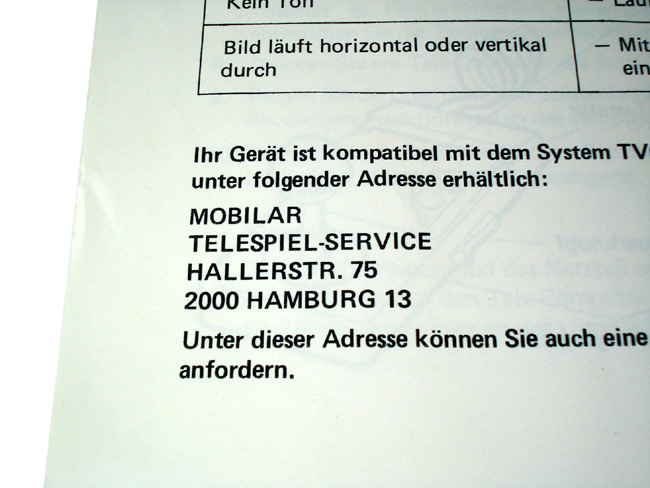 Kein Ton
Bild läuft horizontal oder vertikal — Mit
durch ein
Ihr Gerät ist kompatibel mit dem System TV
unter folgender Adresse erhältlich:
MOBILAR
TELESPIEL-SERVICE
HALLERSTR. 75
2000 HAMBURG 13
Unter dieser Adresse können Sie auch eine
anfordern.